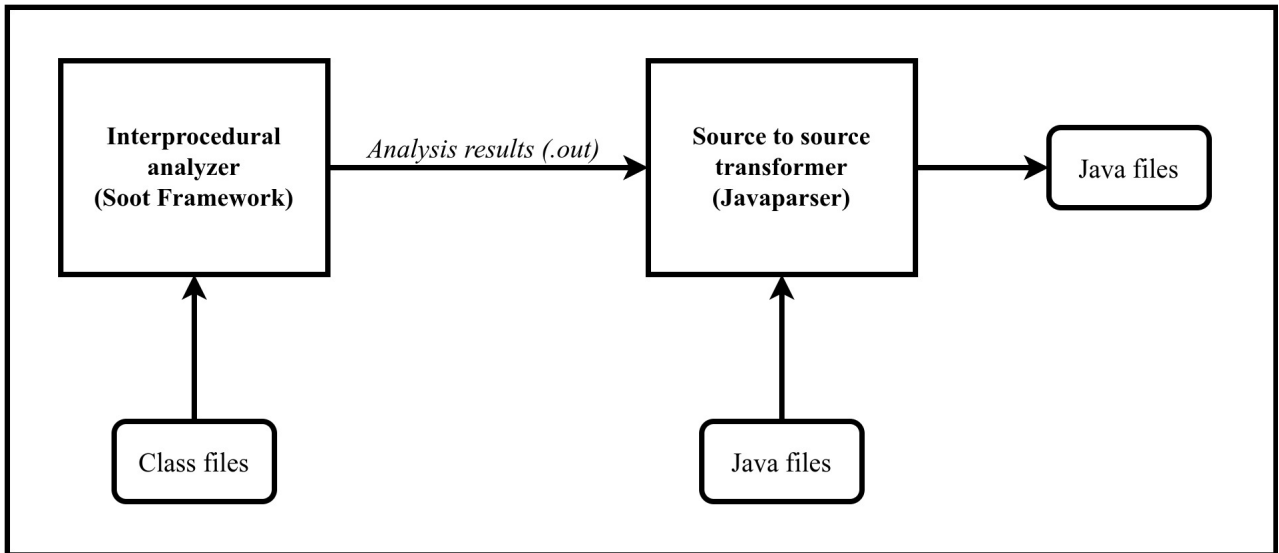 Interprocedural
analyzer
(Soot Framework)
Analysis results (.out)
Source to source
transformer
(Javaparser)
Java files
Class files
Java files